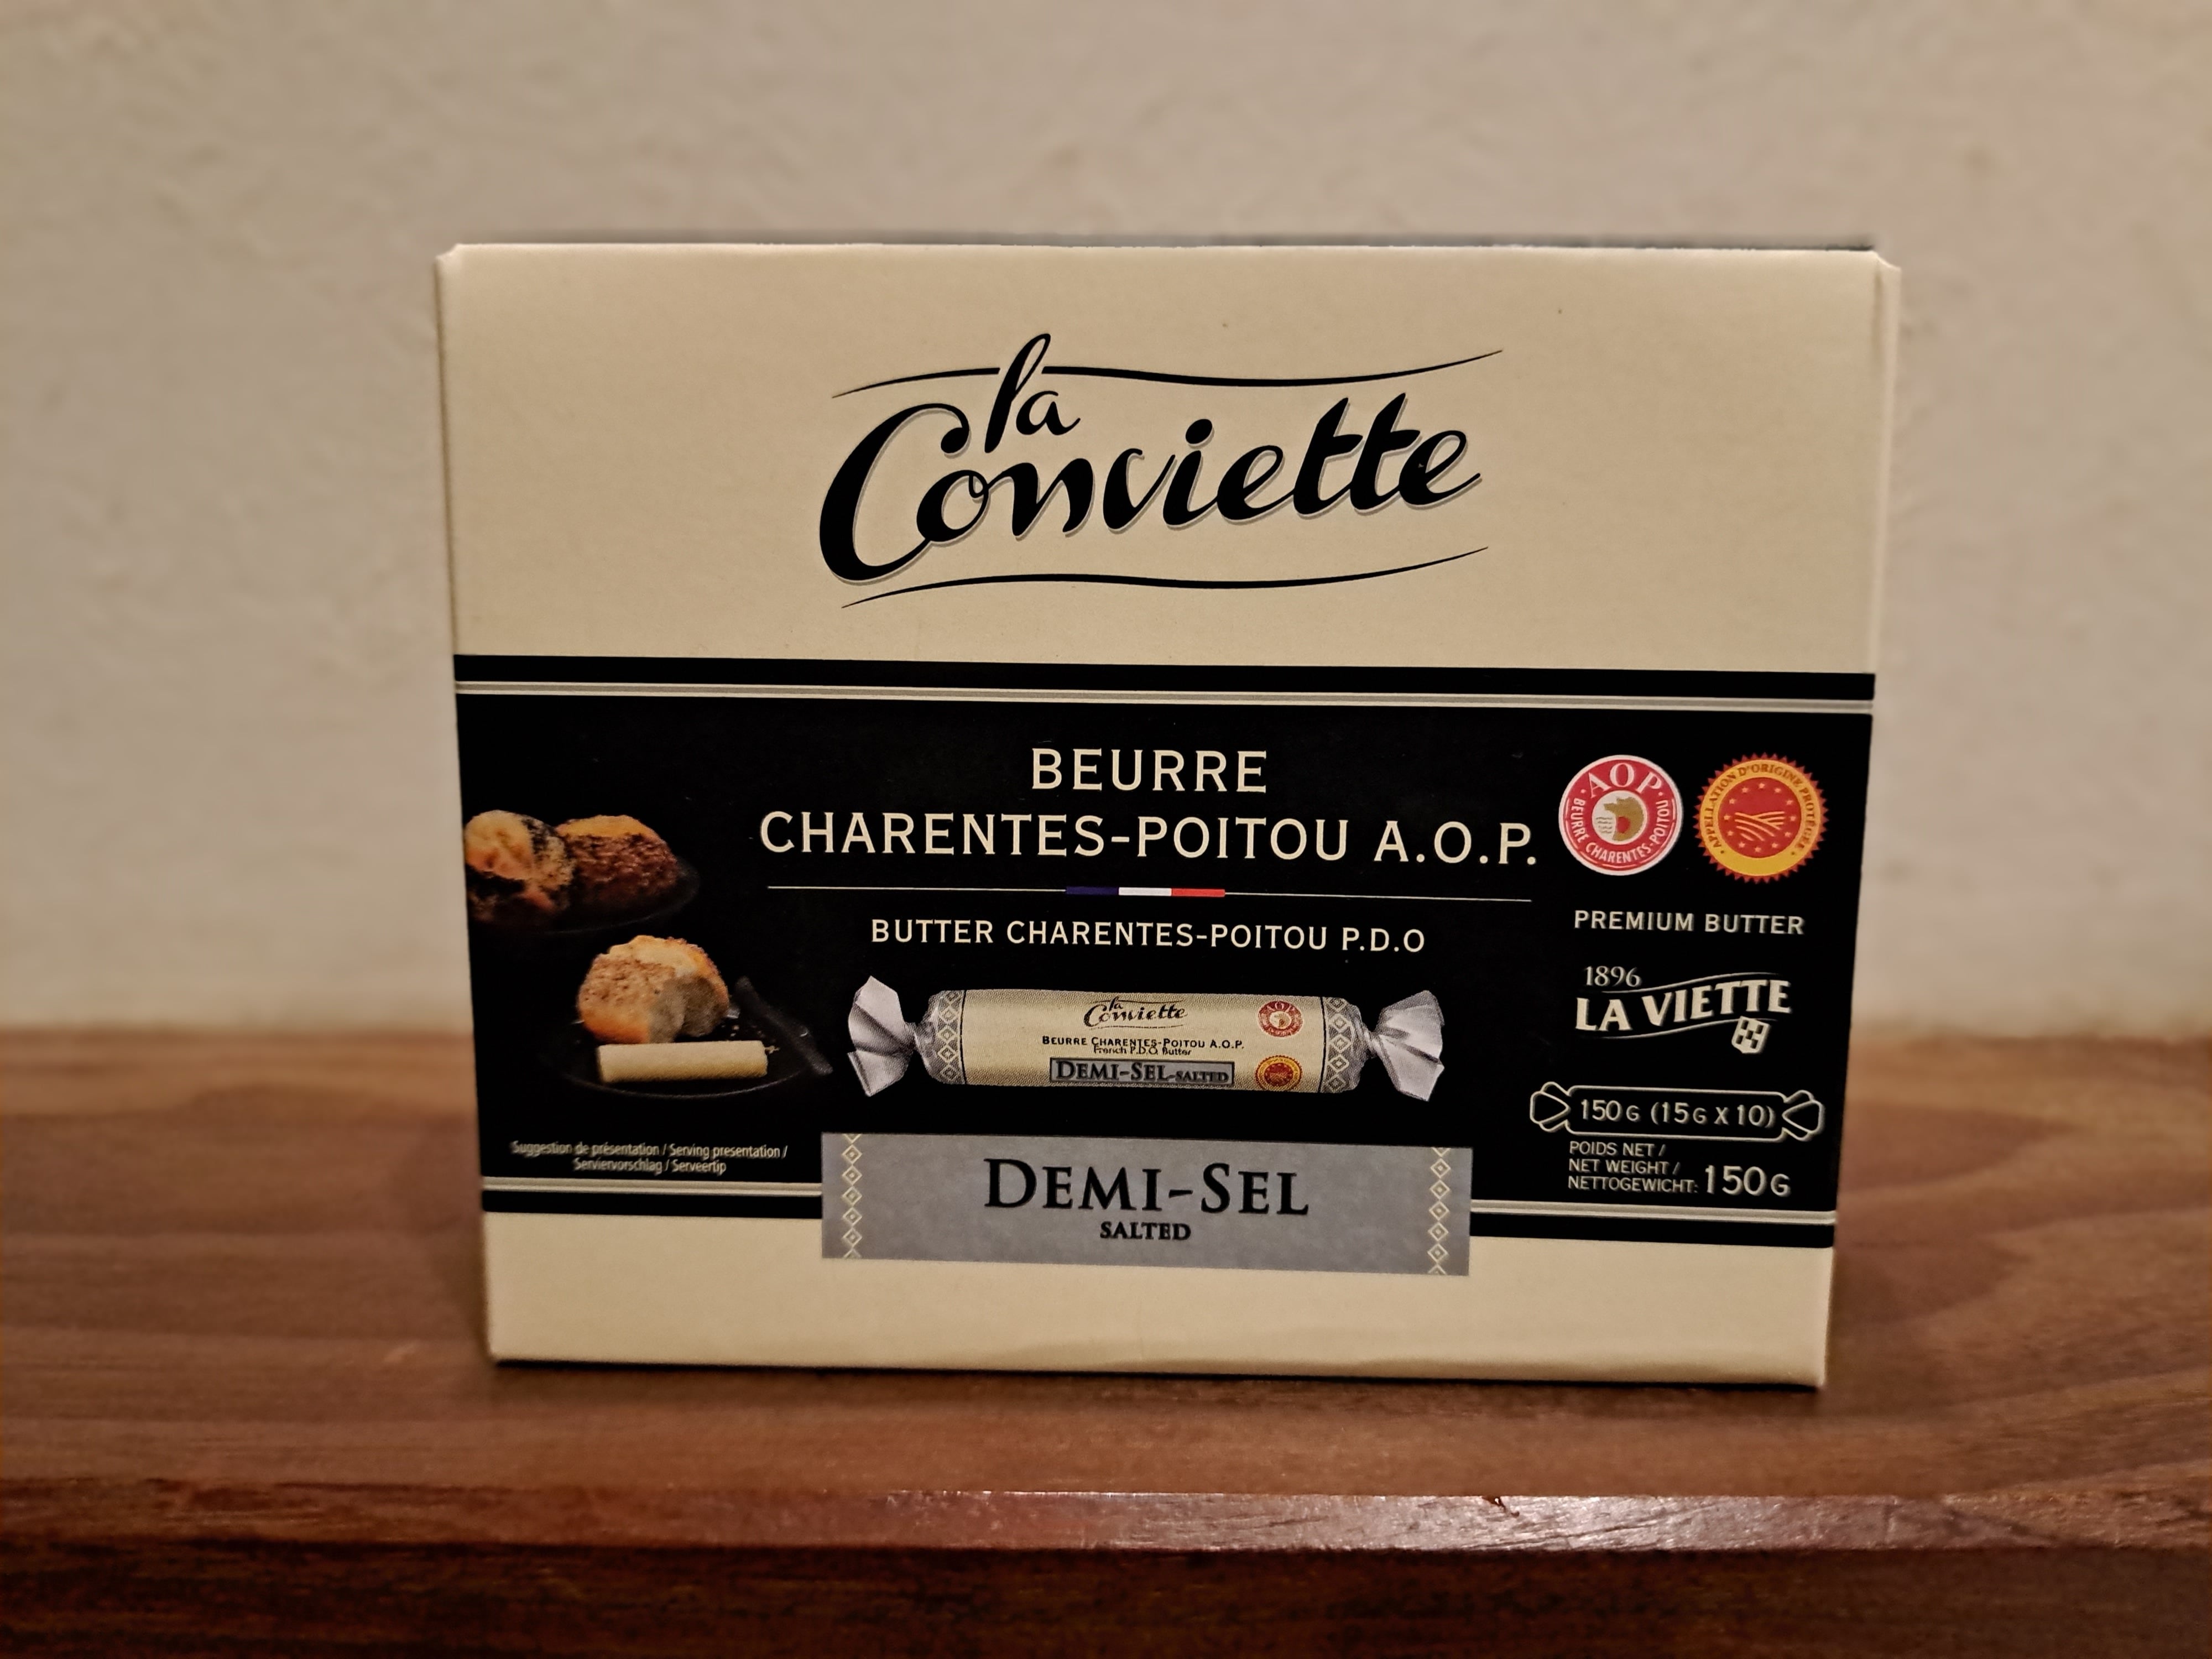 la
Conviette
BEURRE
CHARENTES-POITOU A.O.P.
BUTTER CHARENTES-POITOU P.D.O
AOP
BEURRE CHARENTES-POITOU
APPELLATION D'ORIGINE PROTÉGÉE
PREMIUM BUTTER
1896
LA VIETTE
la
Conviette
BEURRE CHARENTES-POITOU A.O.P.
French P.D.O. Butter
DEMI-SEL-SALTED
150G (15G X 10)
POIDS NET /
NET WEIGHT /
NETTOGEWICHT: 150G
Suggestion de présentation / Serving presentation /
Serviervorschlag / Serveertip
DEMI-SEL
SALTED